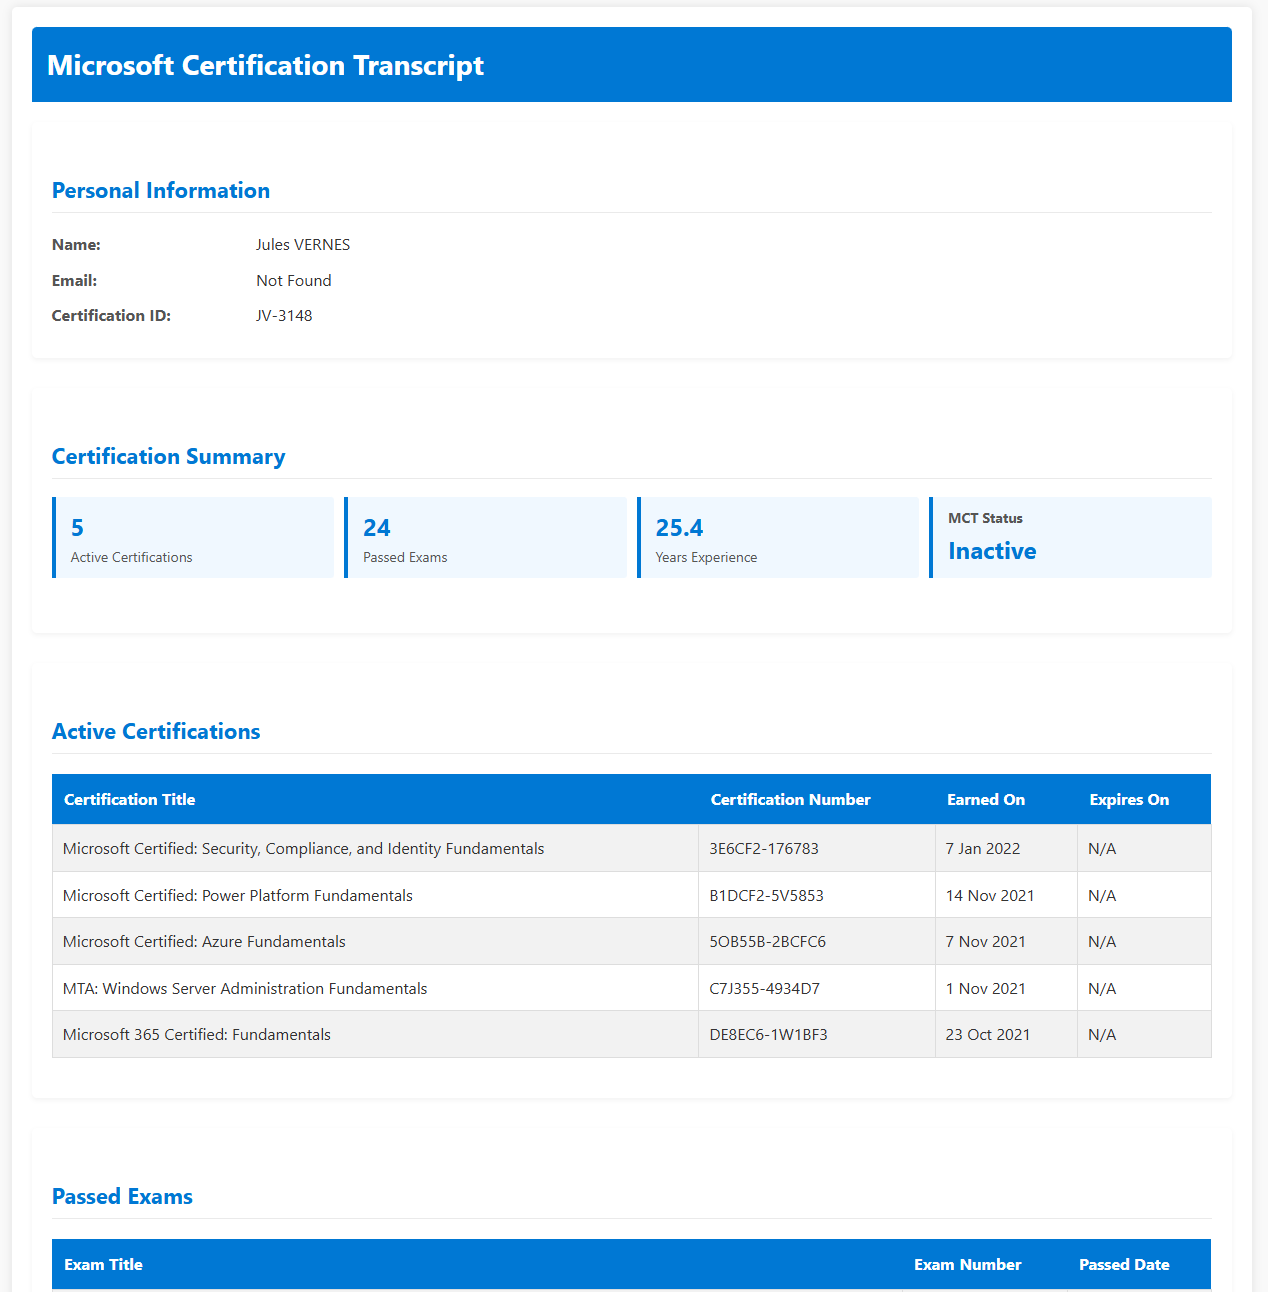 Microsoft Certification Transcript
Personal Information
Name: Jules VERNES
Email: Not Found
Certification ID: JV-3148
Certification Summary
5
Active Certifications
24
Passed Exams
25.4
Years Experience
MCT Status
Inactive
Active Certifications
Certification Title Certification Number Earned On Expires On
Microsoft Certified: Security, Compliance, and Identity Fundamentals 3E6CF2-176783 7 Jan 2022 N/A
Microsoft Certified: Power Platform Fundamentals B1DCF2-5V5853 14 Nov 2021 N/A
Microsoft Certified: Azure Fundamentals 5OB55B-2BCFC6 7 Nov 2021 N/A
MTA: Windows Server Administration Fundamentals C7J355-4934D7 1 Nov 2021 N/A
Microsoft 365 Certified: Fundamentals DE8EC6-1W1BF3 23 Oct 2021 N/A
Passed Exams
Exam Title Exam Number Passed Date